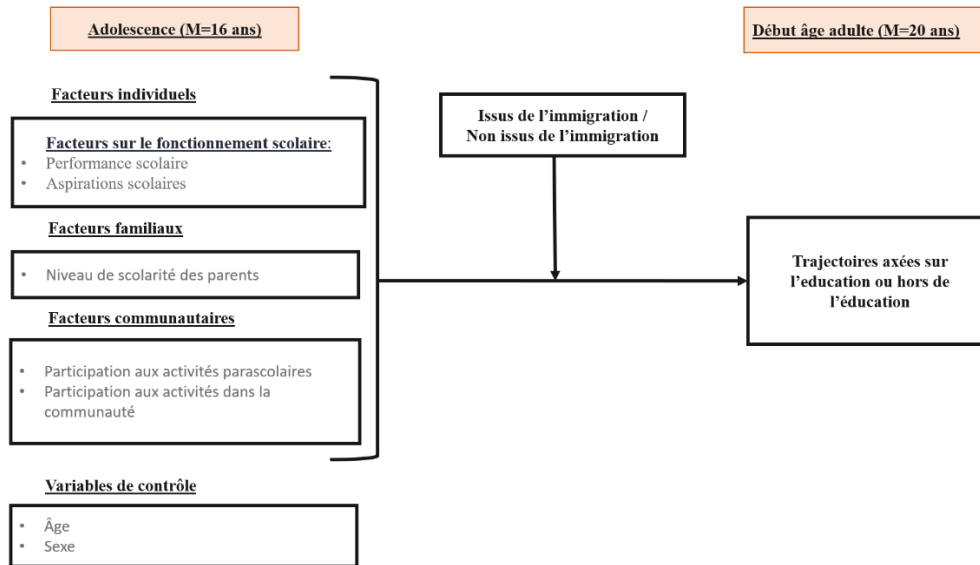 Adolescence (M=16 ans)
Début âge adulte (M=20 ans)
Facteurs individuels
Facteurs sur le fonctionnement scolaire:
• Performance scolaire
• Aspirations scolaires
Facteurs familiaux
• Niveau de scolarité des parents
Facteurs communautaires
• Participation aux activités parascolaires
• Participation aux activités dans la
communauté
Variables de contrôle
• Âge
• Sexe
Issus de l’immigration /
Non issus de l’immigration
Trajectoires axées sur
l’education ou hors de
l’éducation